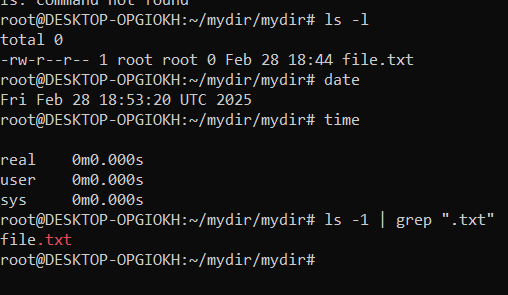 ls: command not found
root@DESKTOP-OPGIOKH:~/mydir/mydir# ls -l
total 0
-rw-r--r-- 1 root root 0 Feb 28 18:44 file.txt
root@DESKTOP-OPGIOKH:~/mydir/mydir# date
Fri Feb 28 18:53:20 UTC 2025
root@DESKTOP-OPGIOKH:~/mydir/mydir# time
real    0m0.000s
user    0m0.000s
sys     0m0.000s
root@DESKTOP-OPGIOKH:~/mydir/mydir# ls -1 | grep ".txt"
file.txt
root@DESKTOP-OPGIOKH:~/mydir/mydir#